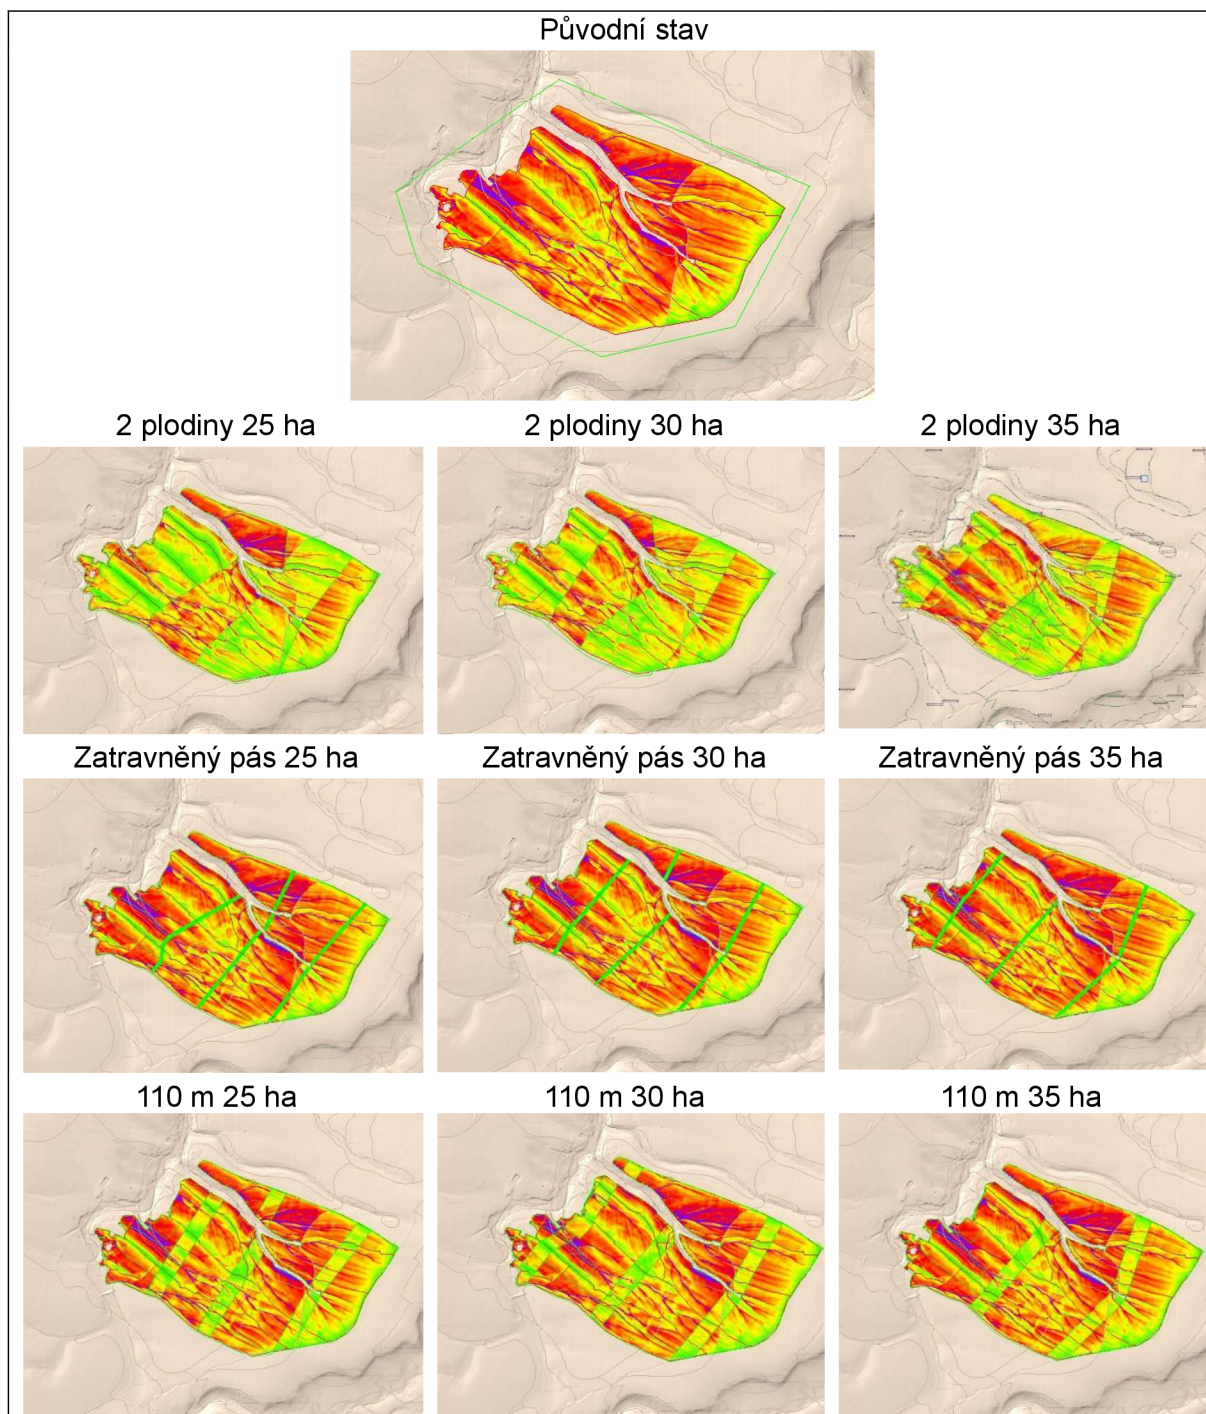 Původní stav
2 plodiny 25 ha
2 plodiny 30 ha
2 plodiny 35 ha
Zatravněný pás 25 ha
Zatravněný pás 30 ha
Zatravněný pás 35 ha
110 m 25 ha
110 m 30 ha
110 m 35 ha